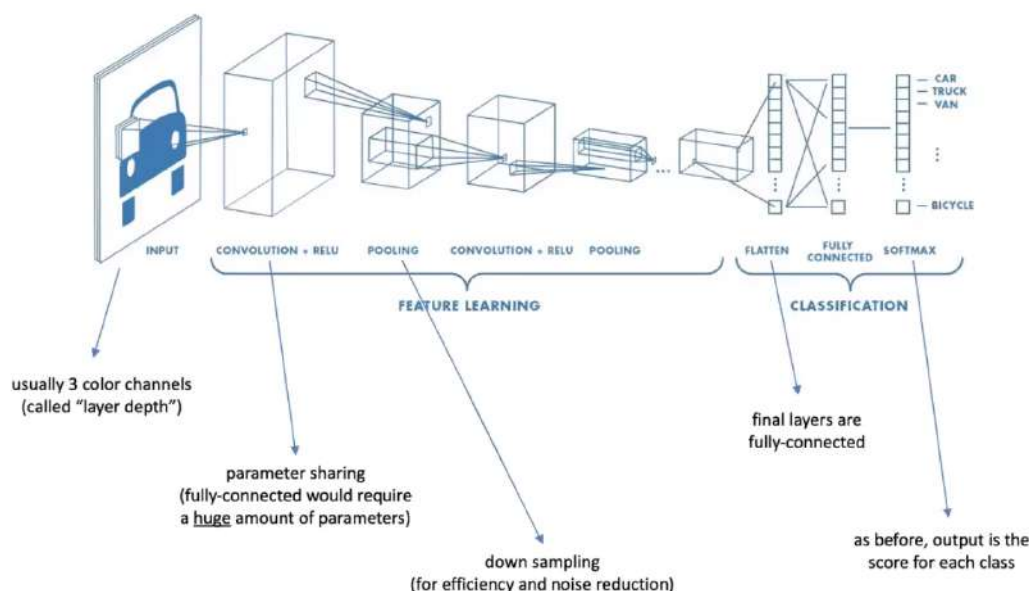 CAR
TRUCK
VAN
BICYCLE
INPUT
CONVOLUTION + RELU
POOLING
CONVOLUTION + RELU
POOLING
FLATTEN
FULLY
CONNECTED
SOFTMAX
FEATURE LEARNING
CLASSIFICATION
usually 3 color channels
(called “layer depth”)
parameter sharing
(fully-connected would require
a huge amount of parameters)
down sampling
(for efficiency and noise reduction)
final layers are
fully-connected
as before, output is the
score for each class